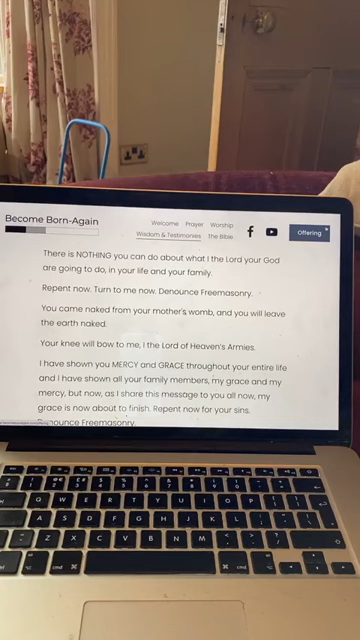 Become Born-Again
Welcome Prayer Worship
Wisdom & Testimonies The Bible
Offering
There is NOTHING you can do about what I the Lord your God
are going to do, in your life and your family.
Repent now. Turn to me now. Denounce Freemasonry.
You came naked from your mother's womb, and you will leave
the earth naked.
Your knee will bow to me, I the Lord of Heaven's Armies.
I have shown you MERCY and GRACE throughout your entire life
and I have shown all your family members, my grace and my
mercy, but now, as I share this message to you all now, my
grace is now about to finish. Repent now for your sins.
Denounce Freemasonry.
Q W E R T Y U I O P
A S D F G H J K L
Z X C V B N M
cmd cmd